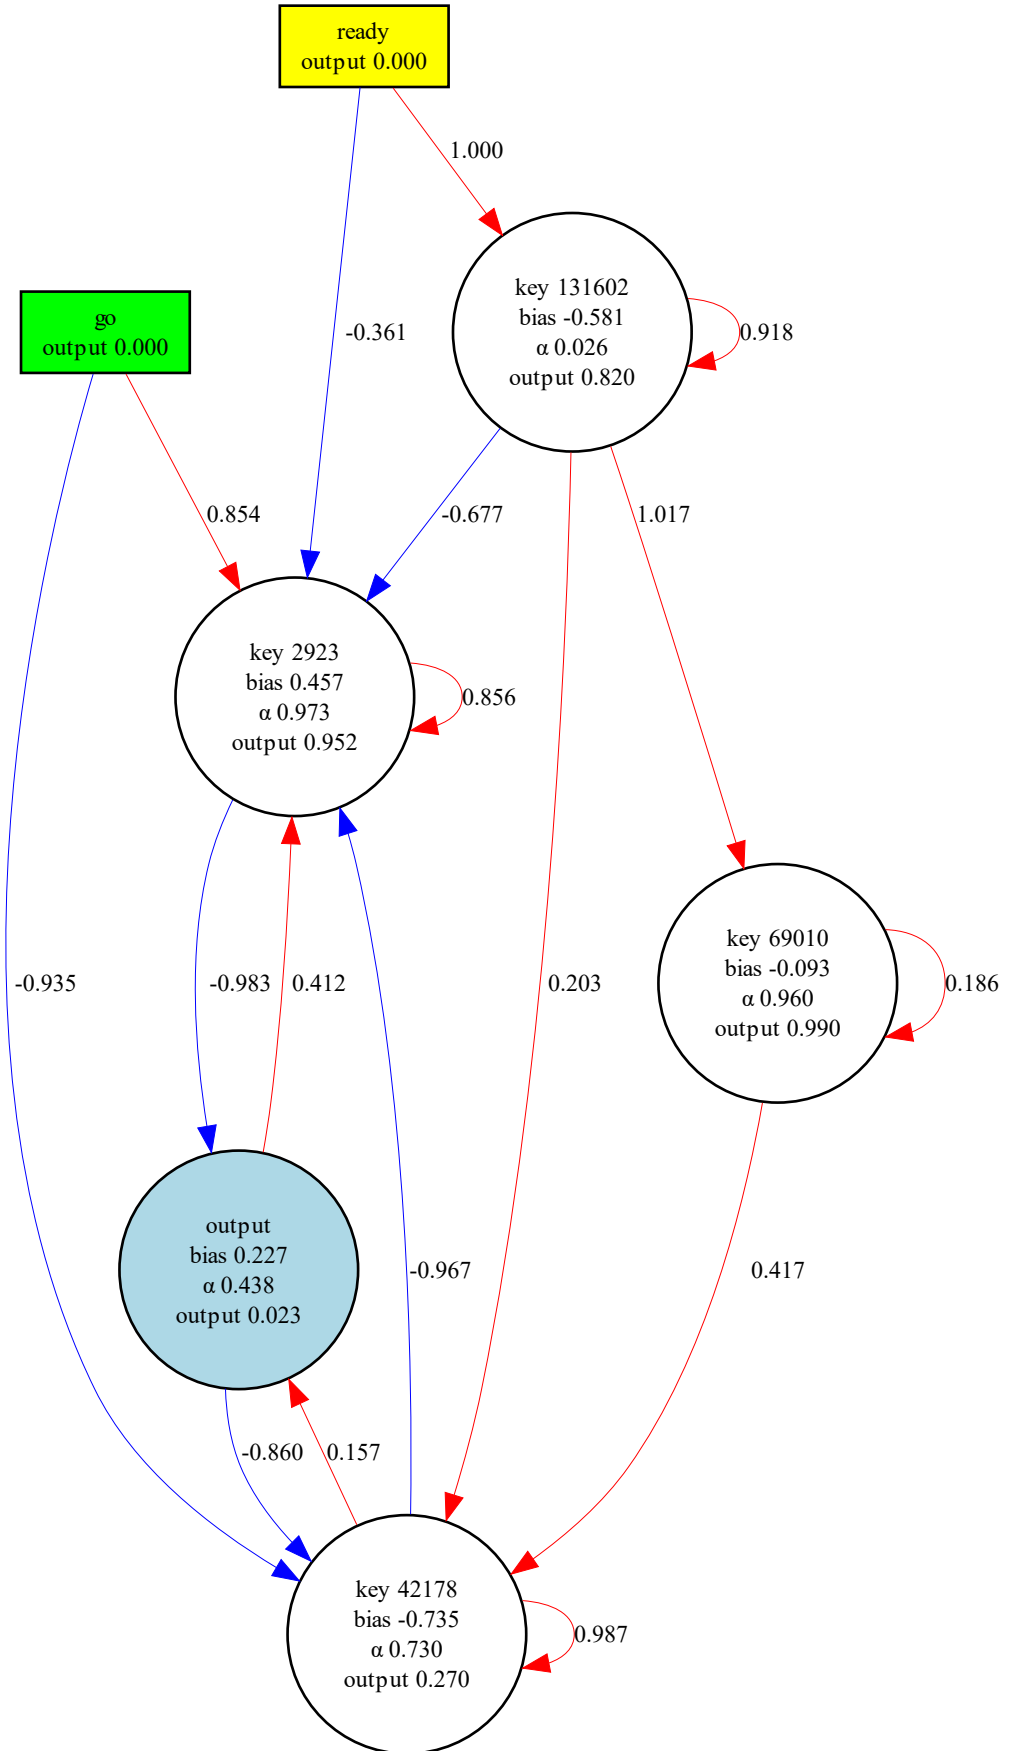 ready
output 0.000
1.000
key 131602
bias -0.581
α 0.026
output 0.820
0.918
go
output 0.000
-0.361
0.854
-0.677
1.017
key 2923
bias 0.457
α 0.973
output 0.952
0.856
key 69010
bias -0.093
α 0.960
output 0.990
0.186
-0.935
-0.983
0.412
0.203
output
bias 0.227
α 0.438
output 0.023
-0.967
0.417
-0.860
0.157
key 42178
bias -0.735
α 0.730
output 0.270
0.987